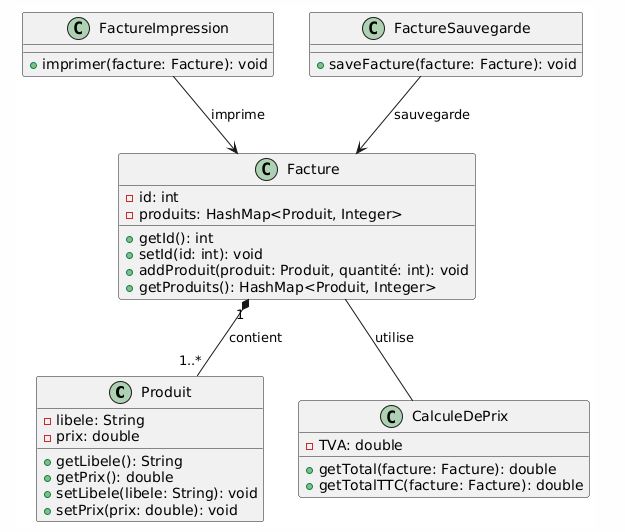 C FactureImpression
imprimer(facture: Facture): void
C FactureSauvegarde
saveFacture(facture: Facture): void
imprime
sauvegarde
C Facture
id: int
produits: HashMap<Produit, Integer>
getId(): int
setId(id: int): void
addProduit(produit: Produit, quantité: int): void
getProduits(): HashMap<Produit, Integer>
1
contient
utilise
1..*
C Produit
libele: String
prix: double
getLibele(): String
getPrix(): double
setLibele(libele: String): void
setPrix(prix: double): void
C CalculeDePrix
TVA: double
getTotal(facture: Facture): double
getTotalTTC(facture: Facture): double